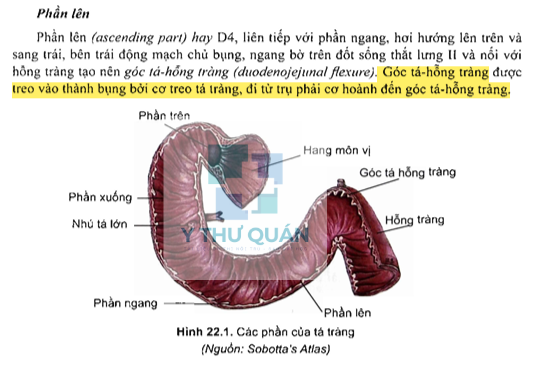 Phần lên
Phần lên (ascending part) hay D4, liên tiếp với phần ngang, hơi hướng lên trên và
sang trái, bên trái động mạch chủ bụng, ngang bờ trên đốt sống thắt lưng II và nối với
hỗng tràng tạo nên góc tá-hỗng tràng (duodenojejunal flexure). Góc tá-hỗng tràng được
treo vào thành bụng bởi cơ treo tá tràng, đi từ trụ phải cơ hoành đến góc tá-hỗng tràng.
Phần trên
Hang môn vị
Góc tá hỗng tràng
Phần xuống
Hỗng tràng
Nhú tá lớn
Y THƯ QUÁN
Phần ngang
Phần lên
Hình 22.1. Các phần của tá tràng
(Nguồn: Sobotta's Atlas)